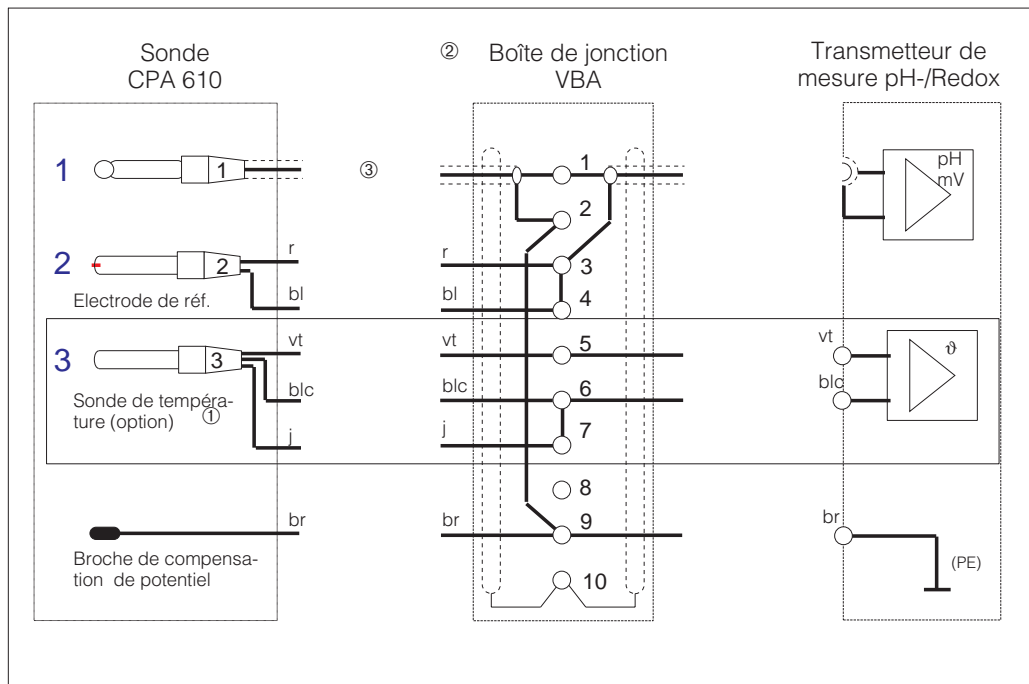 Sonde
CPA 610
② Boîte de jonction
VBA
Transmetteur de
mesure pH-/Redox
1
1
③
1
pH
mV
2
2
2
r
bl
Electrode de réf.
r
3
bl
4
3
3
vt
blc
j
Sonde de tempéra-
ture (option) ①
vt
5
blc
6
j
7
vt
blc
ϑ
8
br
Broche de compensa-
tion de potentiel
br
9
10
br
(PE)